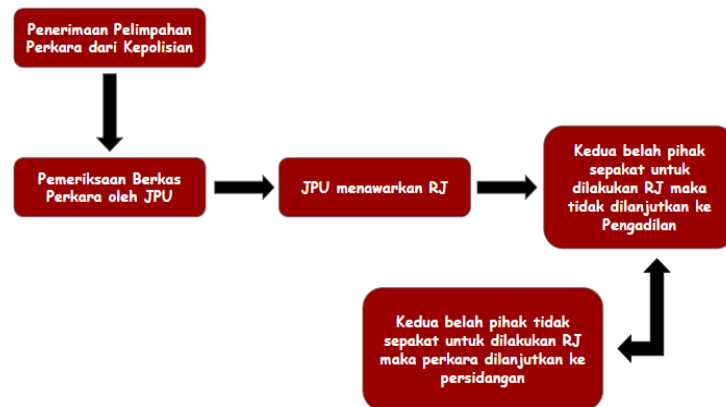 Penerimaan Pelimpahan
Perkara dari Kepolisian
Pemeriksaan Berkas
Perkara oleh JPU
JPU menawarkan RJ
Kedua belah pihak
sepakat untuk
dilakukan RJ maka
tidak dilanjutkan ke
Pengadilan
Kedua belah pihak tidak
sepakat untuk dilakukan RJ
maka perkara dilanjutkan ke
persidangan